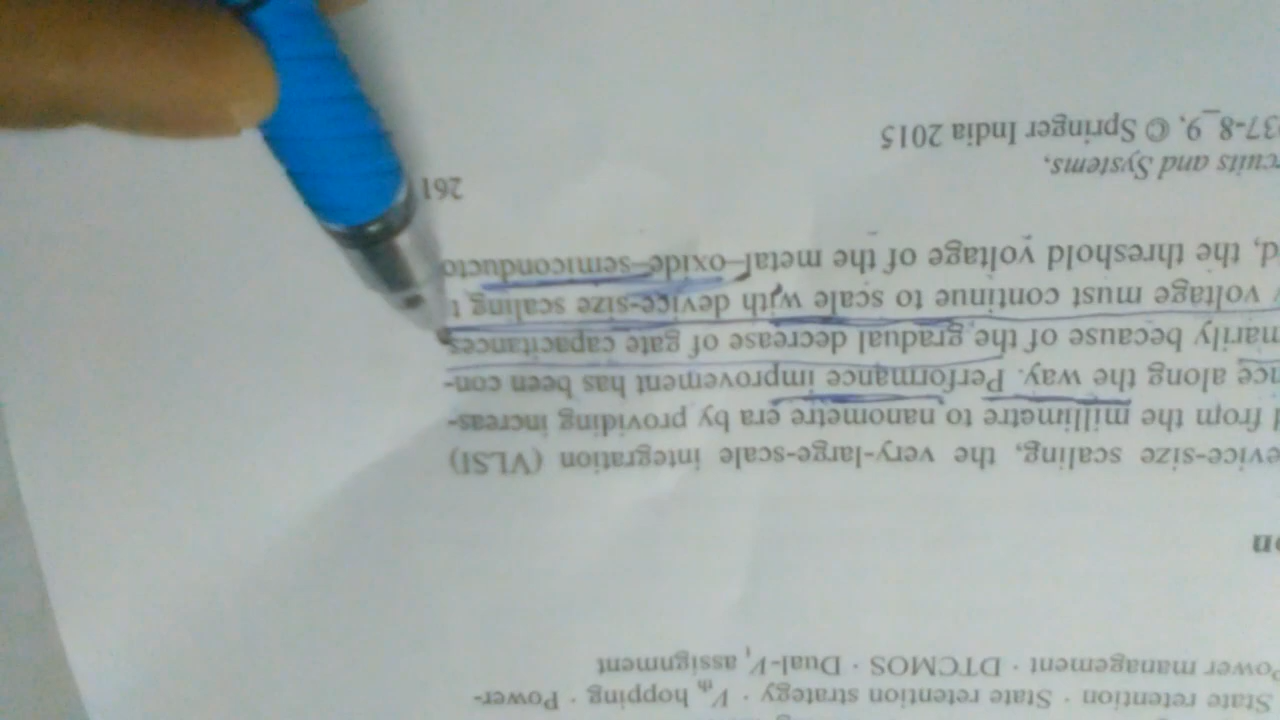 State retention · State retention strategy · Vth hopping · Power-
Power management · DTCMOS · Dual-Vt assignment
on
evice-size scaling, the very-large-scale integration (VLSI)
d from the millimetre to nanometre era by providing increas-
nce along the way. Performance improvement has been con-
marily because of the gradual decrease of gate capacitances
y voltage must continue to scale with device-size scaling t
d, the threshold voltage of the metal–oxide–semiconducto
261
rcuits and Systems,
37-8_9, © Springer India 2015